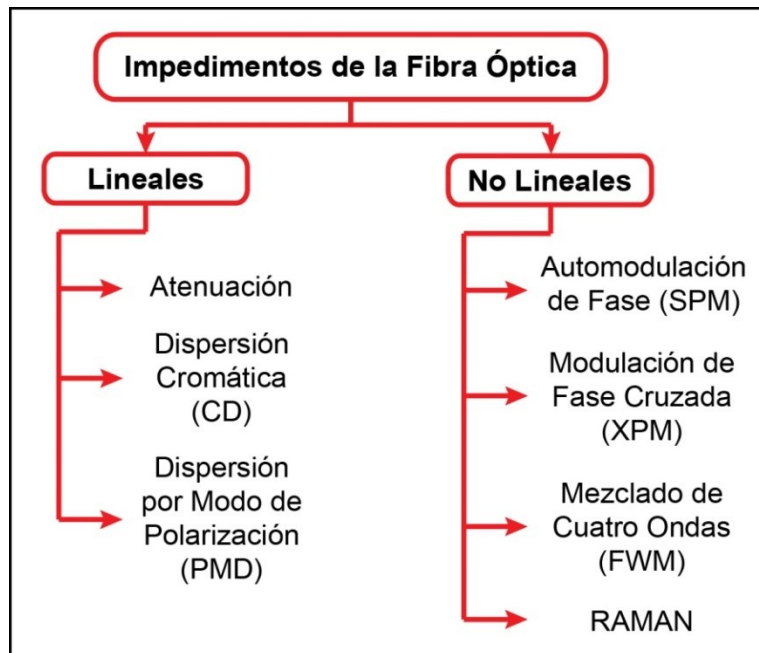 Impedimentos de la Fibra Óptica
Lineales
Atenuación
Dispersión
Cromática
(CD)
Dispersión
por Modo de
Polarización
(PMD)
No Lineales
Automodulación
de Fase (SPM)
Modulación de
Fase Cruzada
(XPM)
Mezclado de
Cuatro Ondas
(FWM)
RAMAN